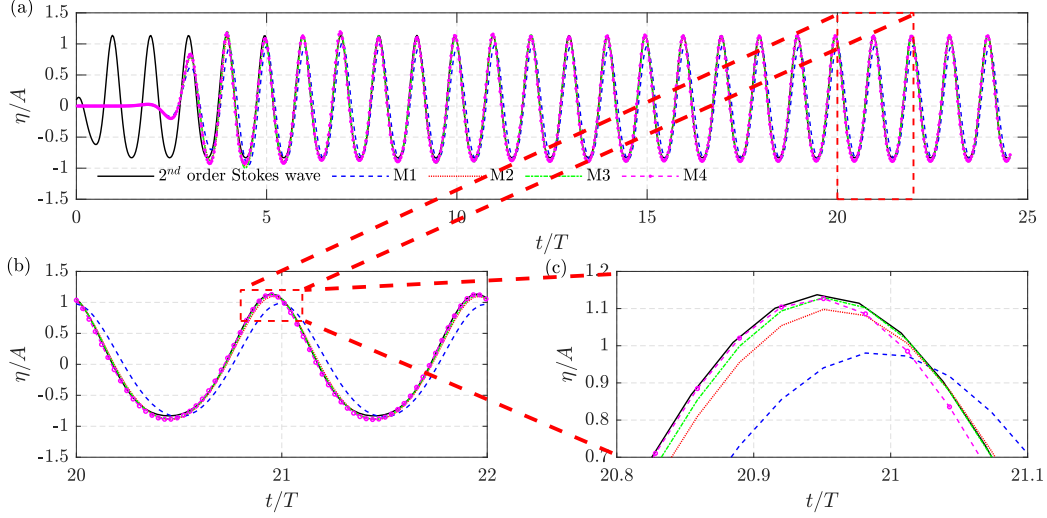 (a)
1.5
1
0.5
0
-0.5
-1
-1.5
η/A
2nd order Stokes wave M1 M2 M3 M4
0 5 10 15 20 25
t/T
(b)
1.5
1
0.5
0
-0.5
-1
-1.5
η/A
20 21 22
t/T
(c)
1.2
1.1
1
0.9
0.8
0.7
η/A
20.8 20.9 21 21.1
t/T